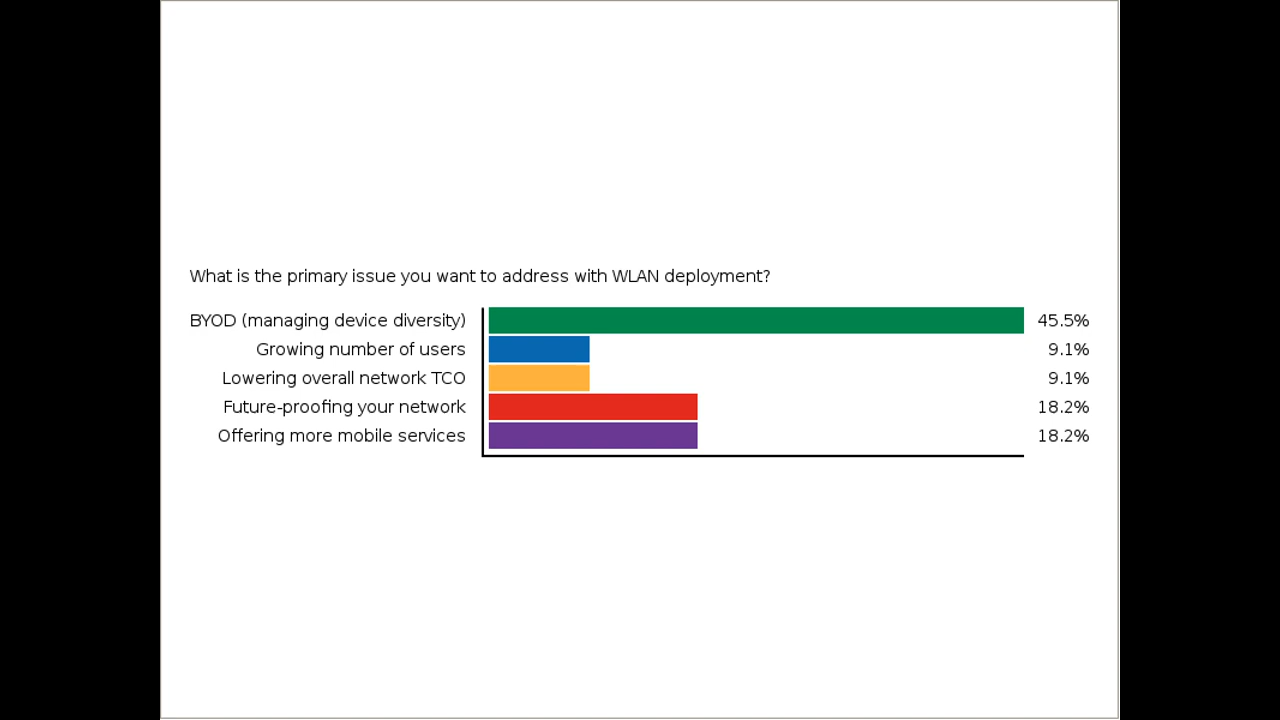 What is the primary issue you want to address with WLAN deployment?
BYOD (managing device diversity) 45.5%
Growing number of users 9.1%
Lowering overall network TCO 9.1%
Future-proofing your network 18.2%
Offering more mobile services 18.2%